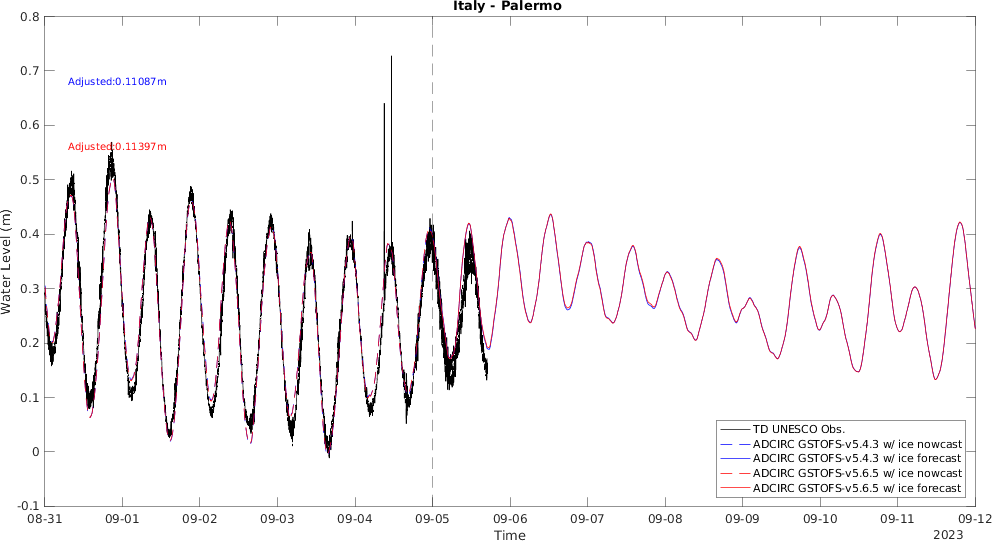 Italy - Palermo
0.8
0.7
0.6
0.5
0.4
0.3
0.2
0.1
0
-0.1
Water Level (m)
Adjusted:0.11087m
Adjusted:0.11397m
TD UNESCO Obs.
ADCIRC GSTOFS-v5.4.3 w/ ice nowcast
ADCIRC GSTOFS-v5.4.3 w/ ice forecast
ADCIRC GSTOFS-v5.6.5 w/ ice nowcast
ADCIRC GSTOFS-v5.6.5 w/ ice forecast
08-31 09-01 09-02 09-03 09-04 09-05 09-06 09-07 09-08 09-09 09-10 09-11 09-12
Time
2023